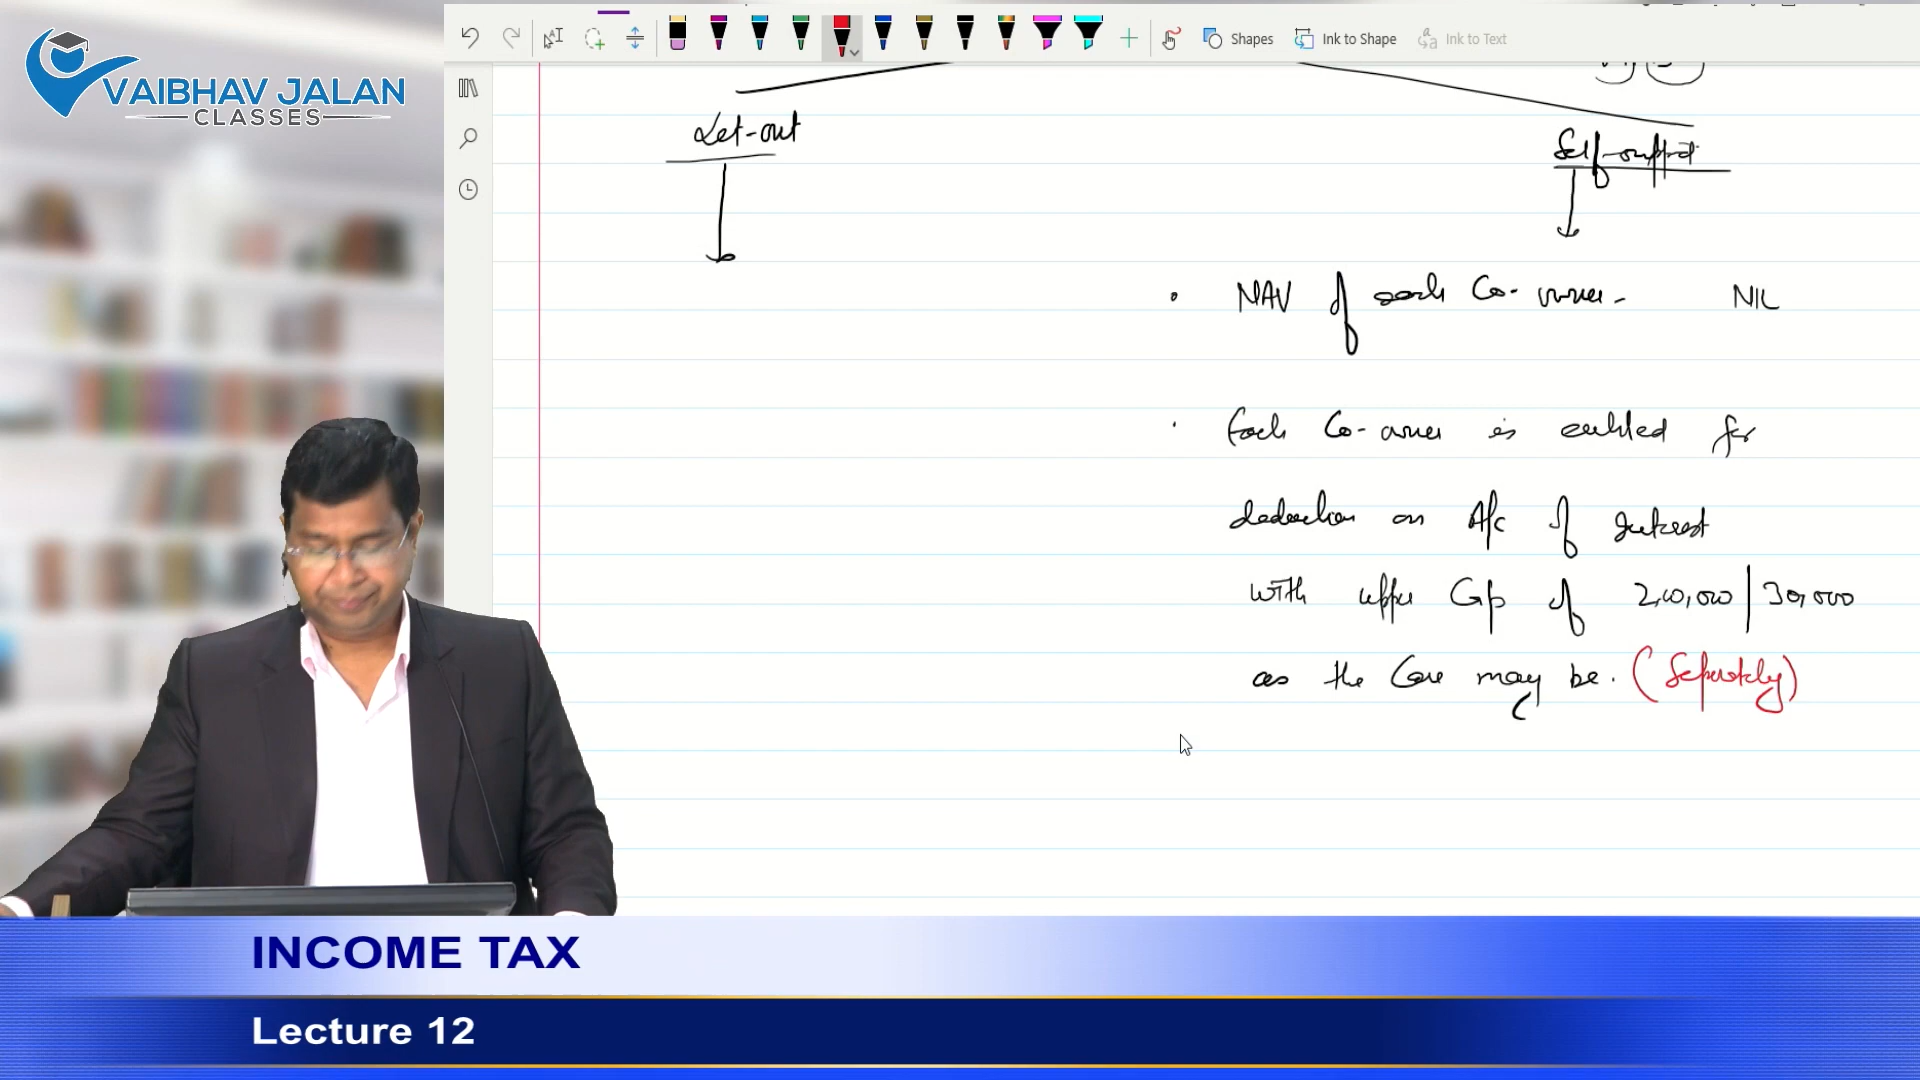 VAIBHAV JALAN
CLASSES
Shapes
Ink to Shape
Ink to Text
Let-out
Self-occupied
• NAV of each Co-owner - NIL
• Each Co-owner is entitled for
deduction on A/c of Interest
with upper Cap of 2,00,000 | 30,000
as the Case may be. (Seperately)
INCOME TAX
Lecture 12